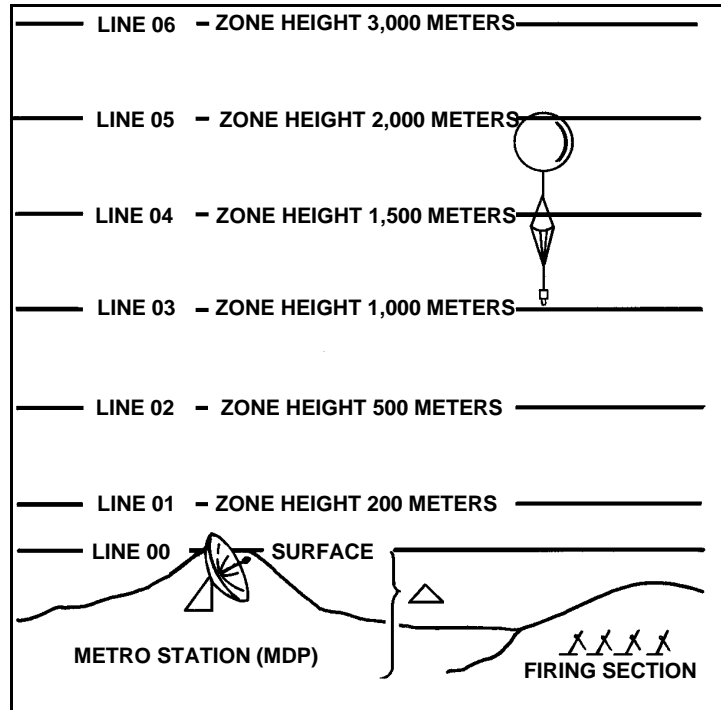 LINE 06 - ZONE HEIGHT 3,000 METERS
LINE 05 - ZONE HEIGHT 2,000 METERS
LINE 04 - ZONE HEIGHT 1,500 METERS
LINE 03 - ZONE HEIGHT 1,000 METERS
LINE 02 - ZONE HEIGHT 500 METERS
LINE 01 - ZONE HEIGHT 200 METERS
LINE 00 - SURFACE
METRO STATION (MDP)
FIRING SECTION